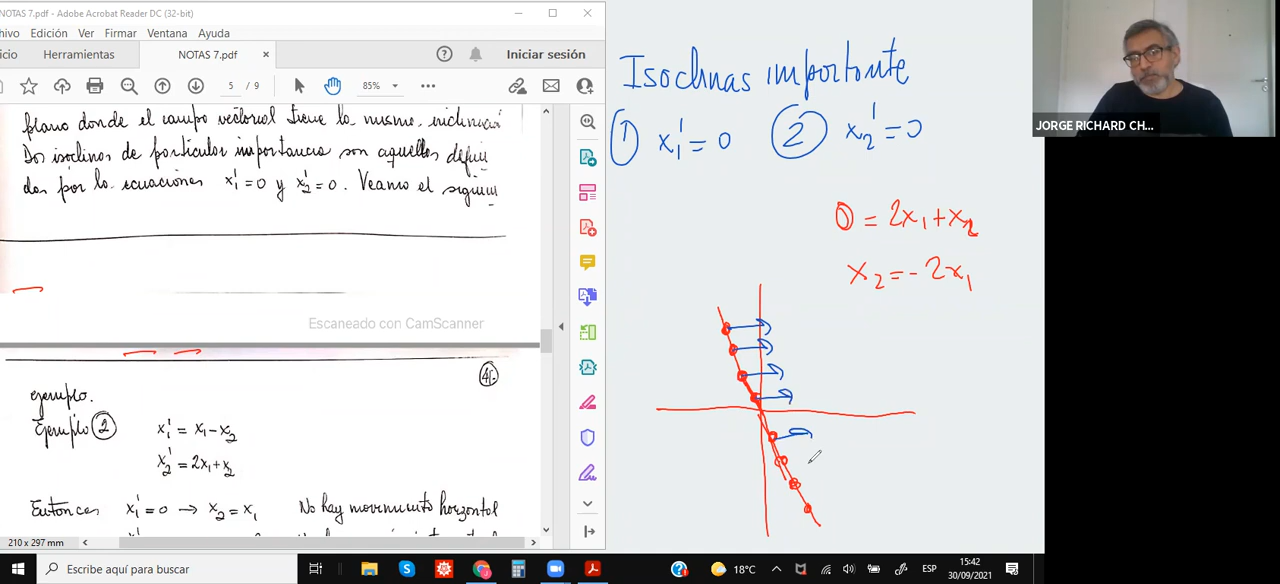 NOTAS 7.pdf - Adobe Acrobat Reader DC (32-bit)
Edición Ver Firmar Ventana Ayuda
Herramientas
NOTAS 7.pdf ×
Iniciar sesión
5 / 9
85%
plano donde el campo vectorial tiene la misma inclinació
Dos isoclinas de particular importancia son aquellas defini
das por la ecuaciones x₁' = 0 y x₂' = 0. Veamos el siguien
Escaneado con CamScanner
4
ejemplo.
Ejemplo 2 x₁' = x₁ - x₂
x₂' = 2x₁ + x₂
Entonces x₁' = 0 → x₂ = x₁ No hay movimiento horizontal
210 x 297 mm
Isoclinas importante
1 x₁' = 0 2 x₂' = 0
0 = 2x₁ + x₂
x₂ = - 2x₁
JORGE RICHARD CH...
Escribe aquí para buscar
18°C
ESP
15:42
30/09/2021